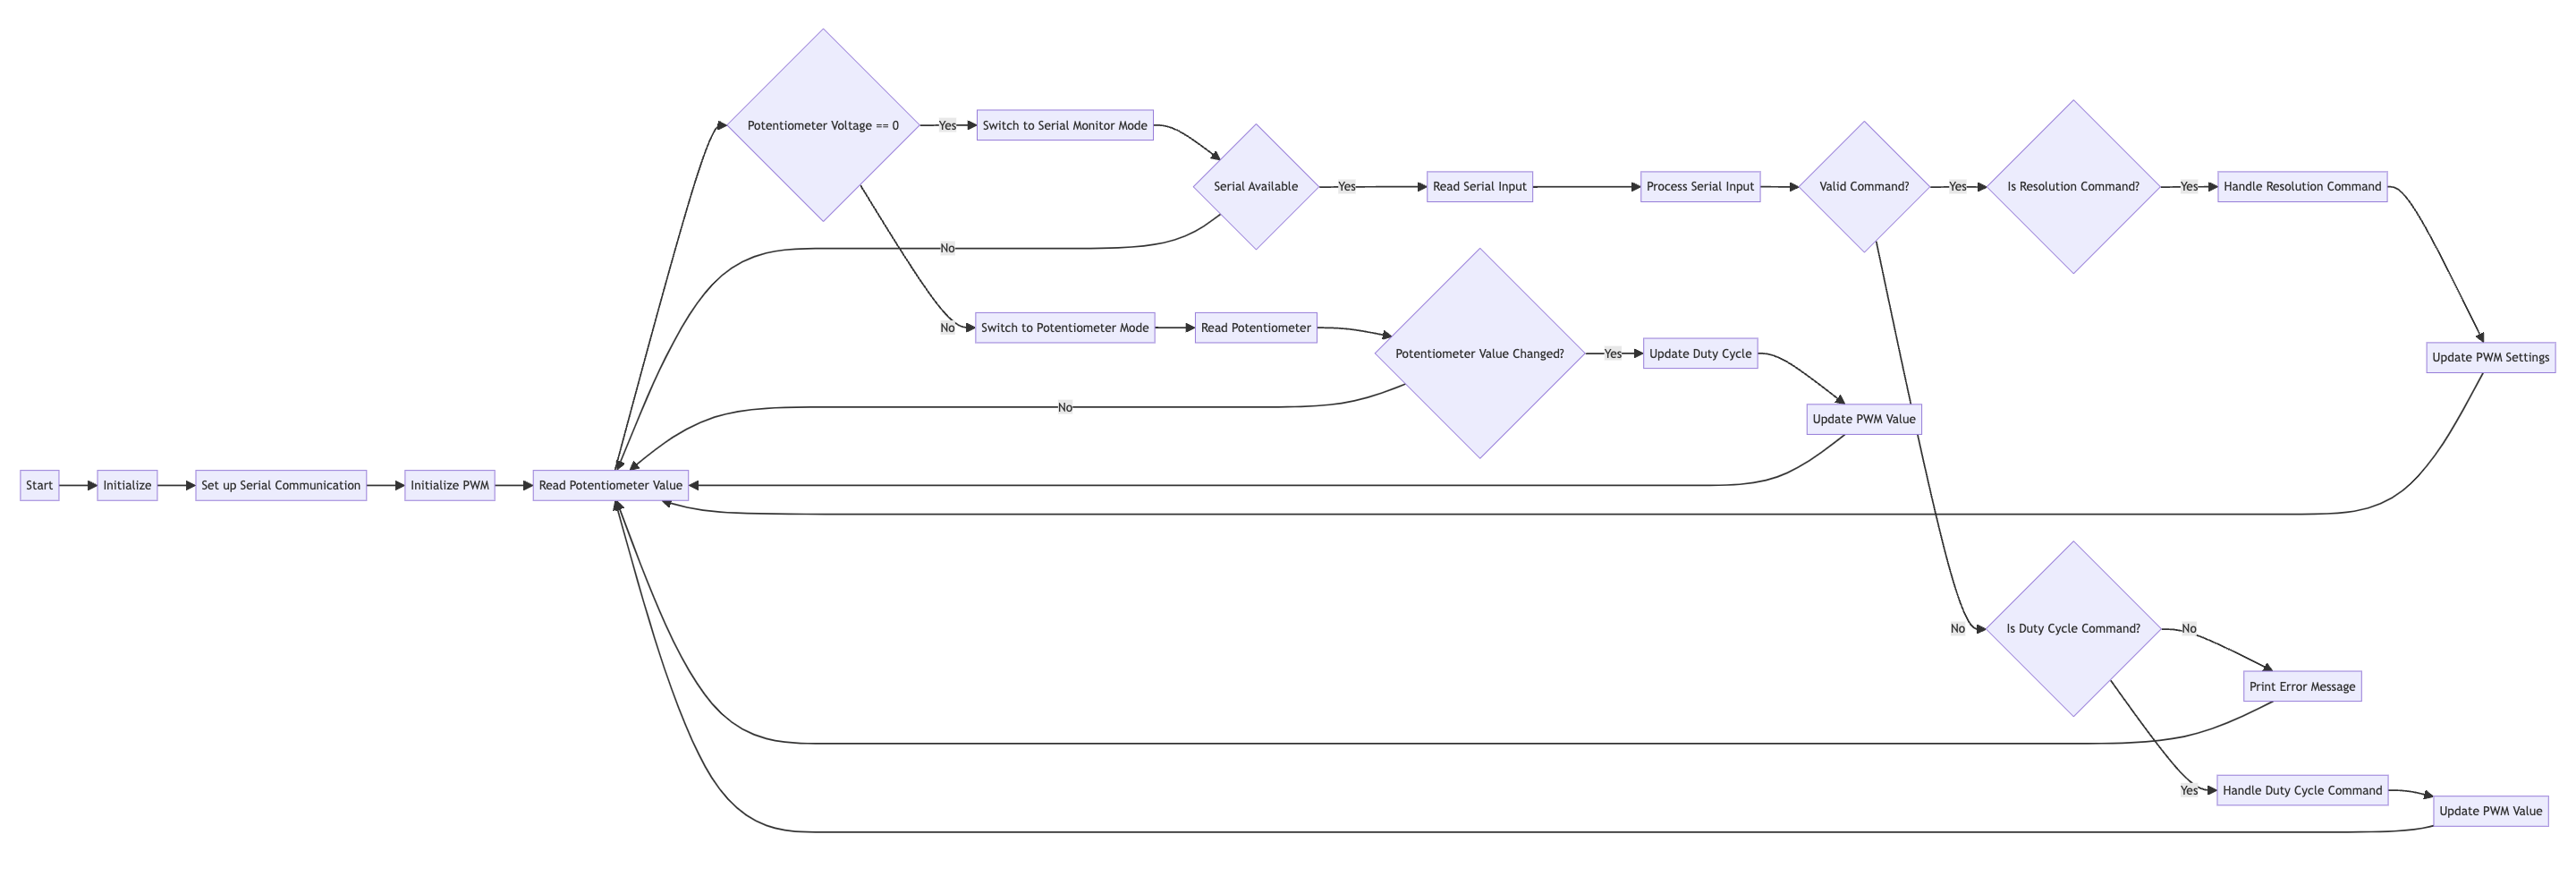 Potentiometer Voltage == 0
Yes
Switch to Serial Monitor Mode
Serial Available
Yes
Read Serial Input
Process Serial Input
Valid Command?
Yes
Is Resolution Command?
Yes
Handle Resolution Command
No
No
Switch to Potentiometer Mode
Read Potentiometer
Potentiometer Value Changed?
Yes
Update Duty Cycle
Update PWM Settings
No
Update PWM Value
Start
Initialize
Set up Serial Communication
Initialize PWM
Read Potentiometer Value
No
Is Duty Cycle Command?
No
Print Error Message
Yes
Handle Duty Cycle Command
Update PWM Value